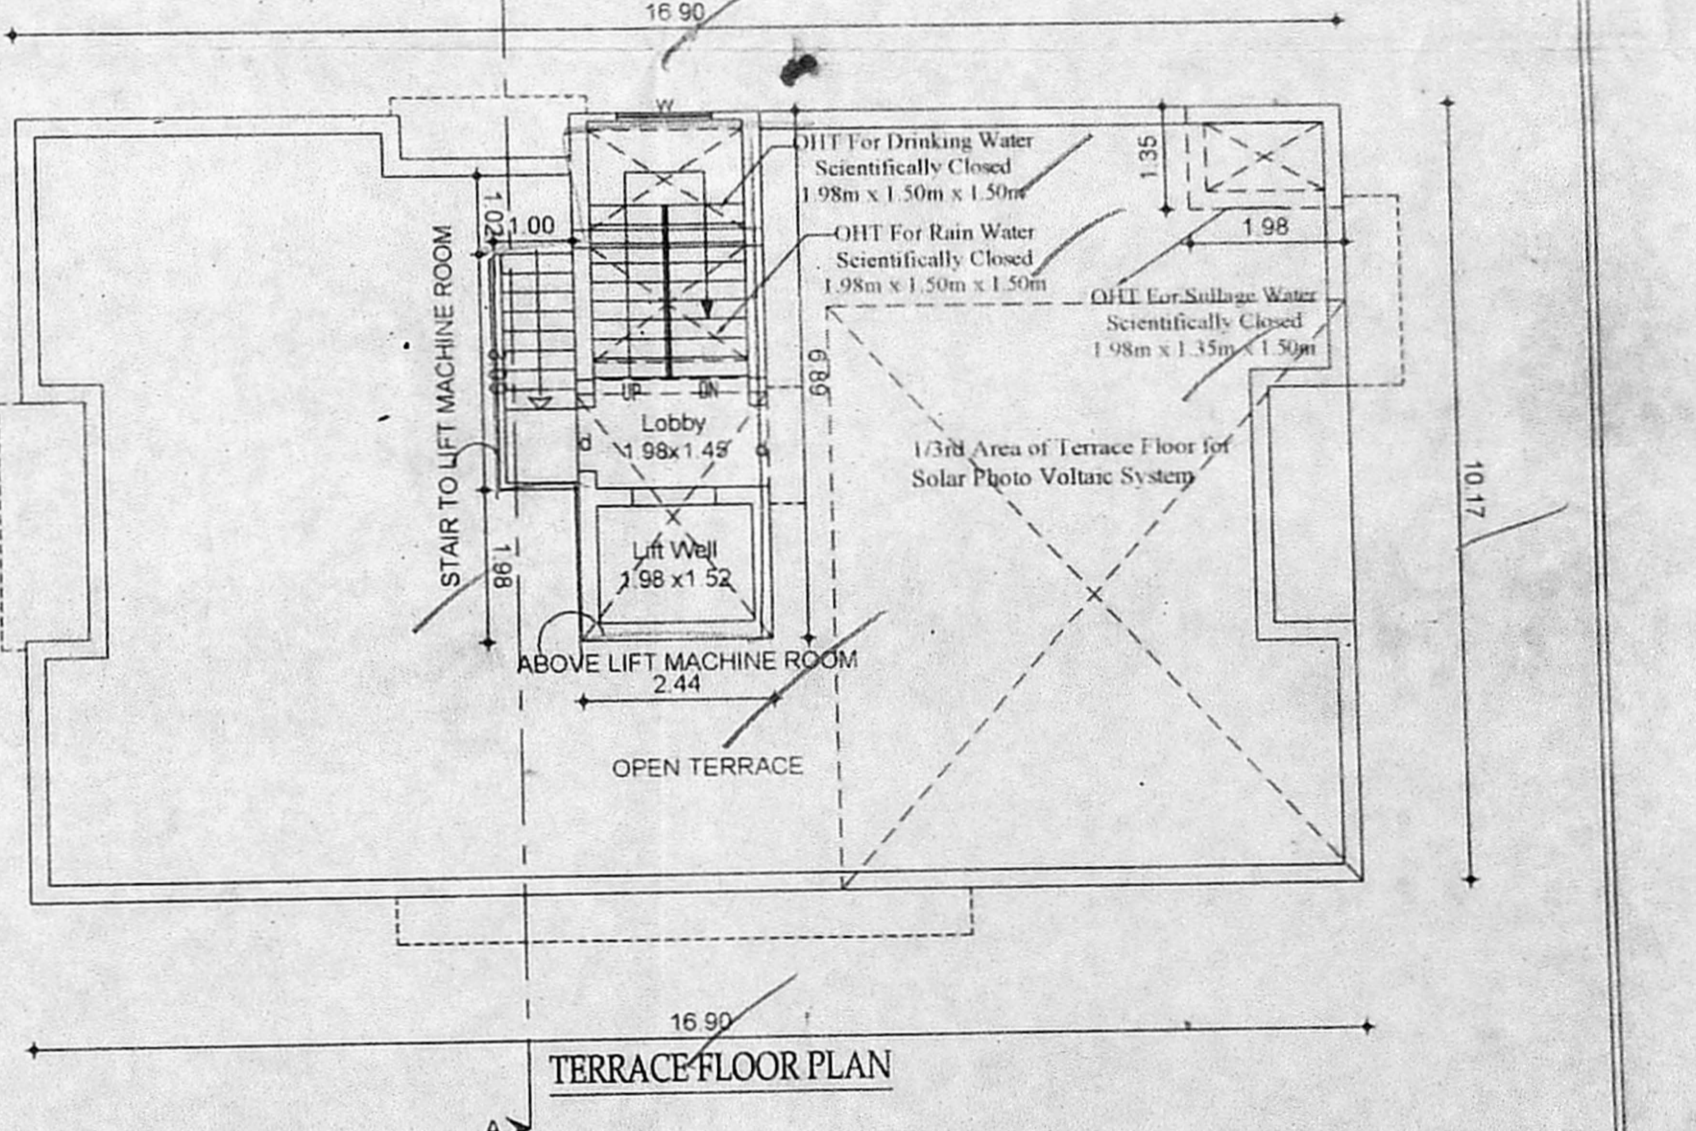 16.90
W
OHT For Drinking Water
Scientifically Closed
1.98m x 1.50m x 1.50m
1.35
1.02
1.00
OHT For Rain Water
Scientifically Closed
1.98m x 1.50m x 1.50m
1.98
OHT For Sullage Water
Scientifically Closed
1.98m x 1.35m x 1.50m
STAIR TO LIFT MACHINE ROOM
6.89
UP
DN
Lobby
1.98x1.45
d
d
1/3rd Area of Terrace Floor for
Solar Photo Voltaic System
10.17
Lift Well
1.98 x1.52
1.98
ABOVE LIFT MACHINE ROOM
2.44
OPEN TERRACE
16.90
TERRACE FLOOR PLAN
A